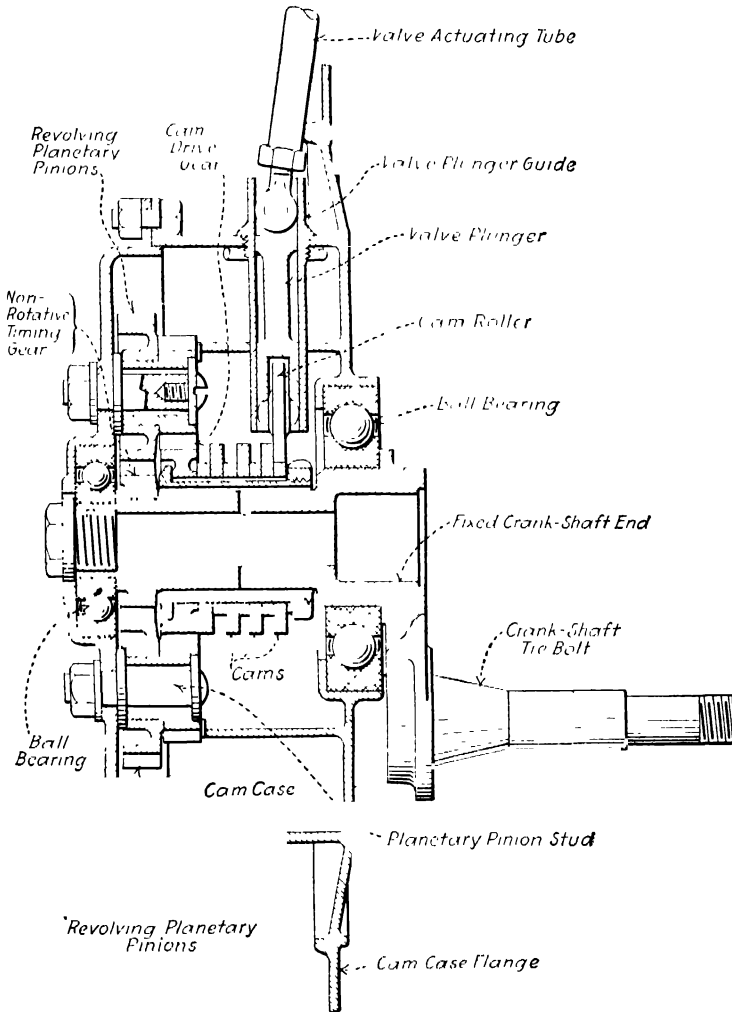 Valve Actuating Tube
Revolving
Planetary
Pinions
Cam
Drive
Gear
Valve Plunger Guide
Valve Plunger
Non-
Rotative
Timing
Gear
Cam Roller
Ball Bearing
Fixed Crank-Shaft End
Crank-Shaft
Tie Bolt
Cams
Ball
Bearing
Cam Case
Planetary Pinion Stud
Revolving Planetary
Pinions
Cam Case Flange